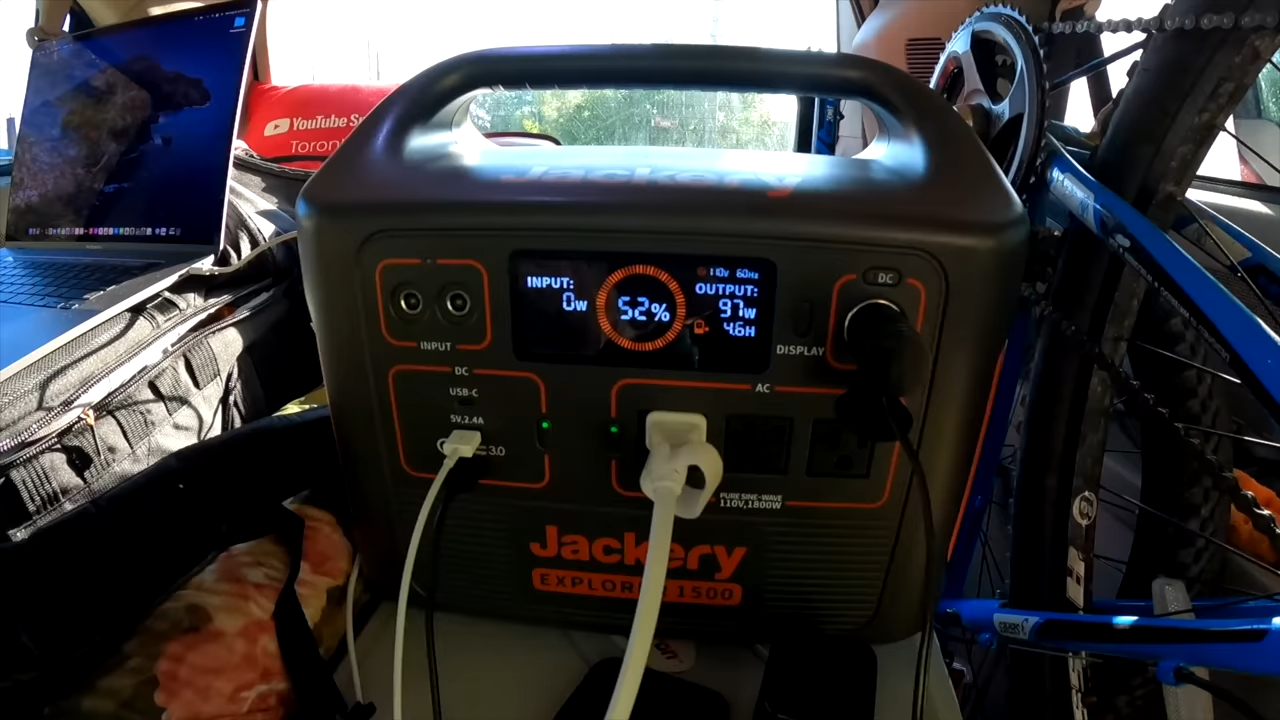 YouTube
Toron
Jackery
INPUT:
0W
52%
110V 60Hz
OUTPUT:
97W
4.6H
DC
INPUT
DISPLAY
DC
USB-C
5V,2.4A
3.0
AC
PURE SINE-WAVE
110V,1800W
Jackery
EXPLORER 1500